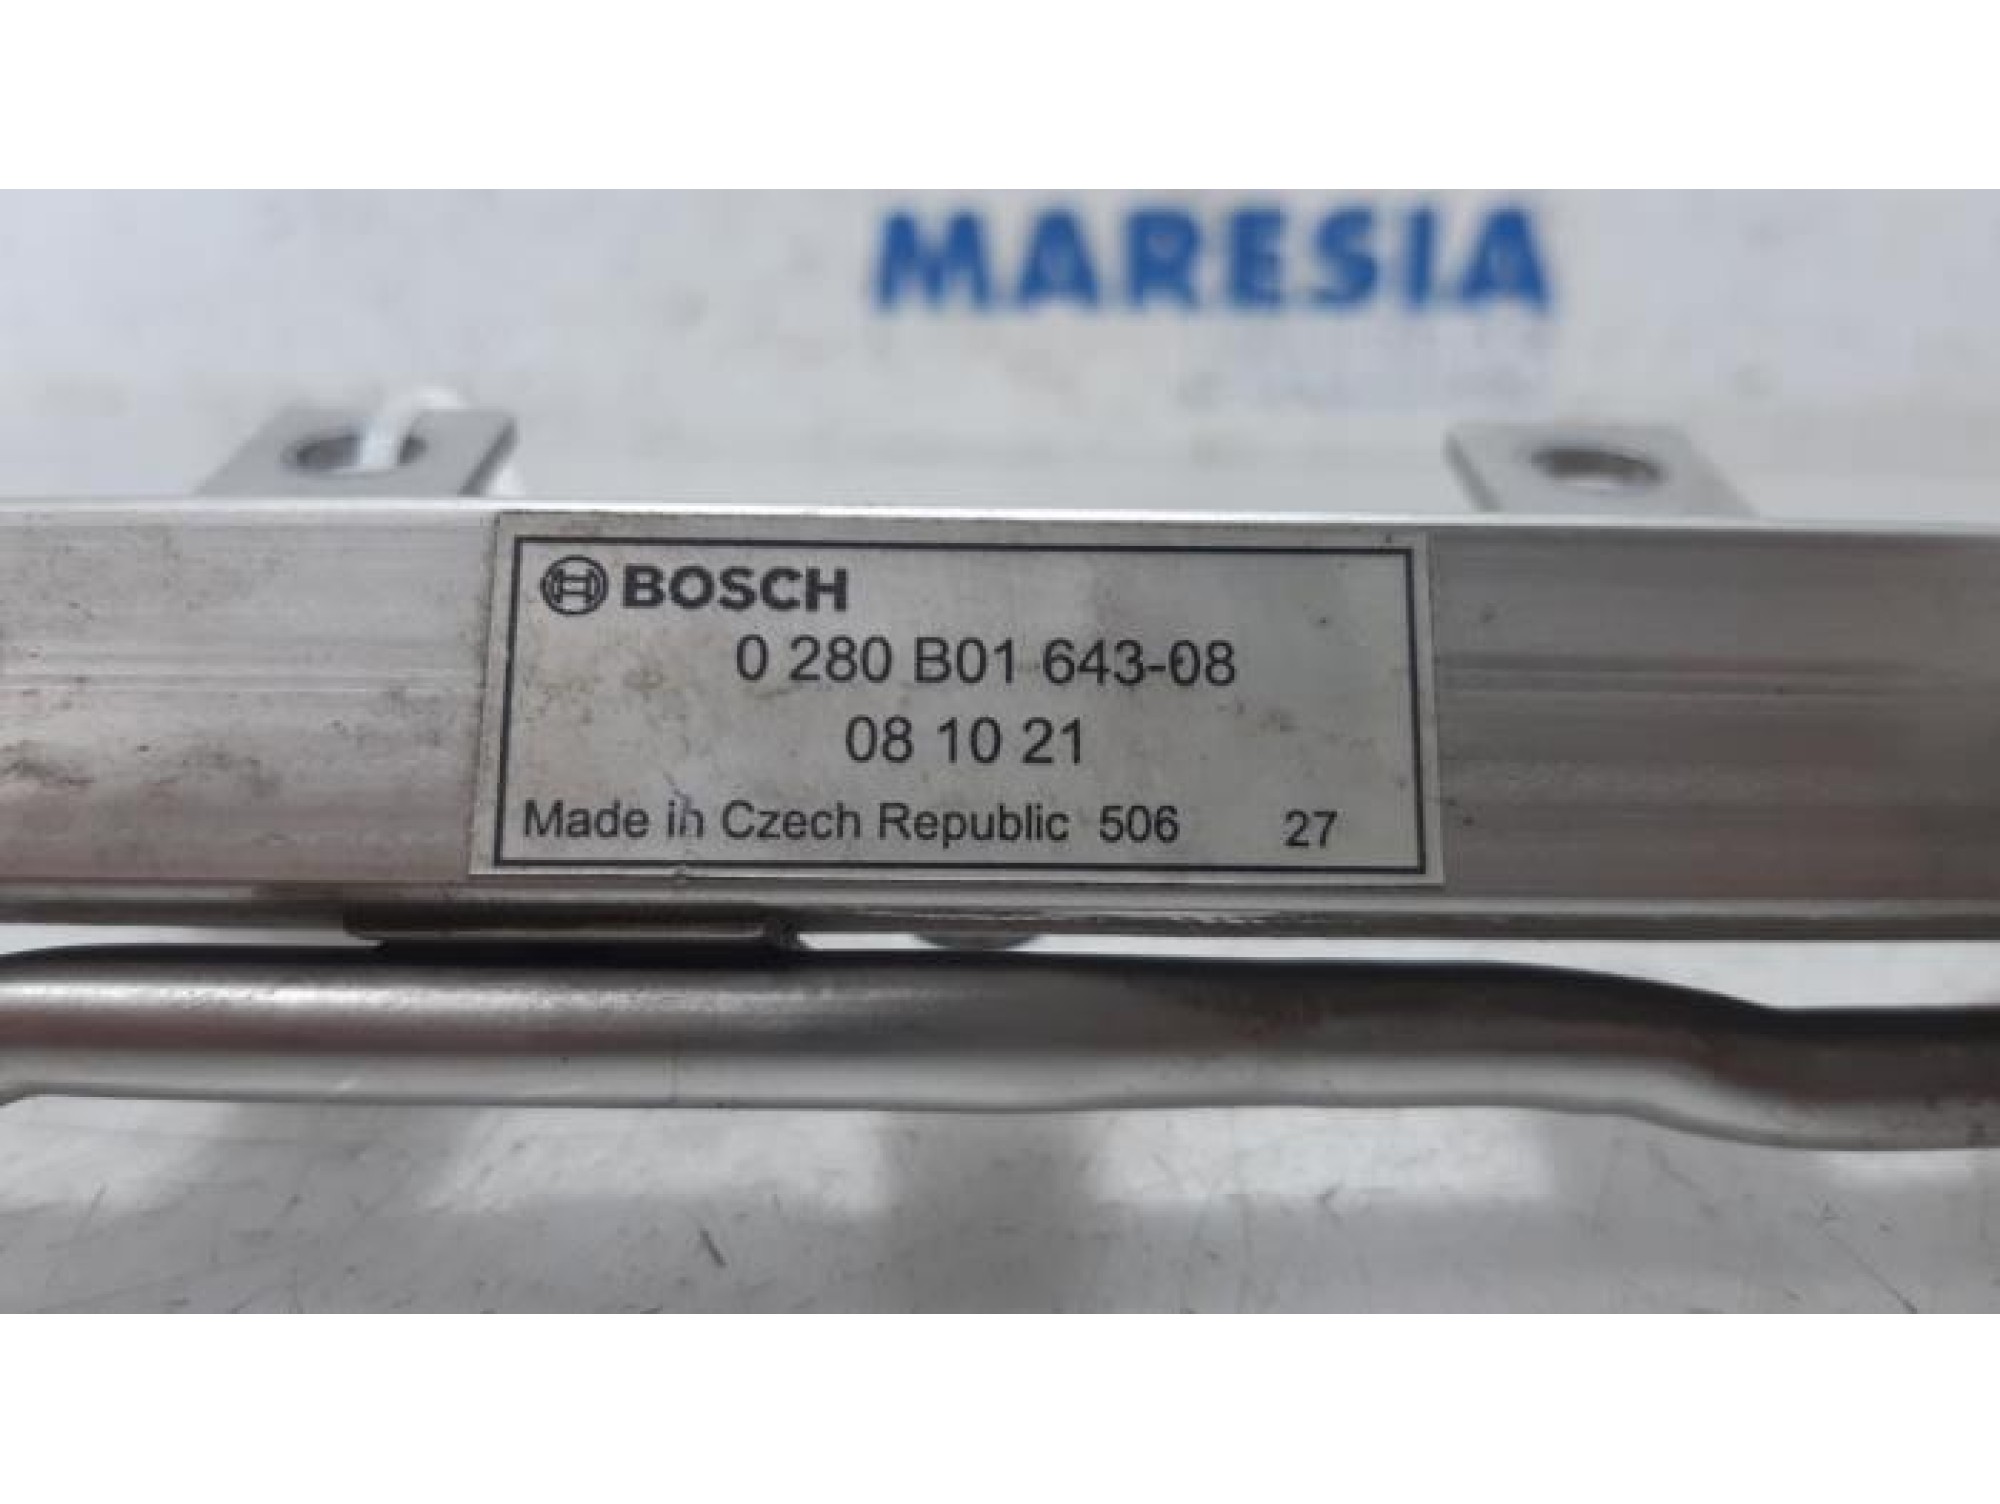 MARESIA
BOSCH
0 280 B01 643-08
08 10 21
Made in Czech Republic 506 27